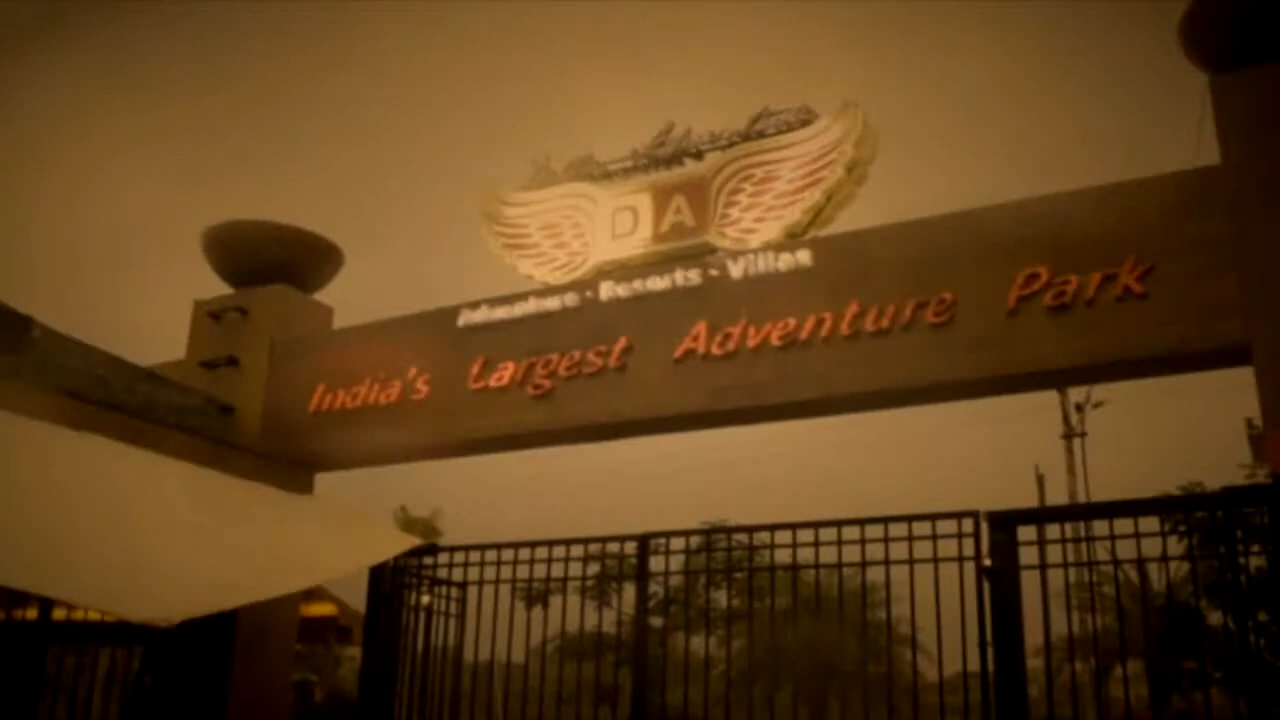 DA
Adventure · Resorts · Villas
India's Largest Adventure Park